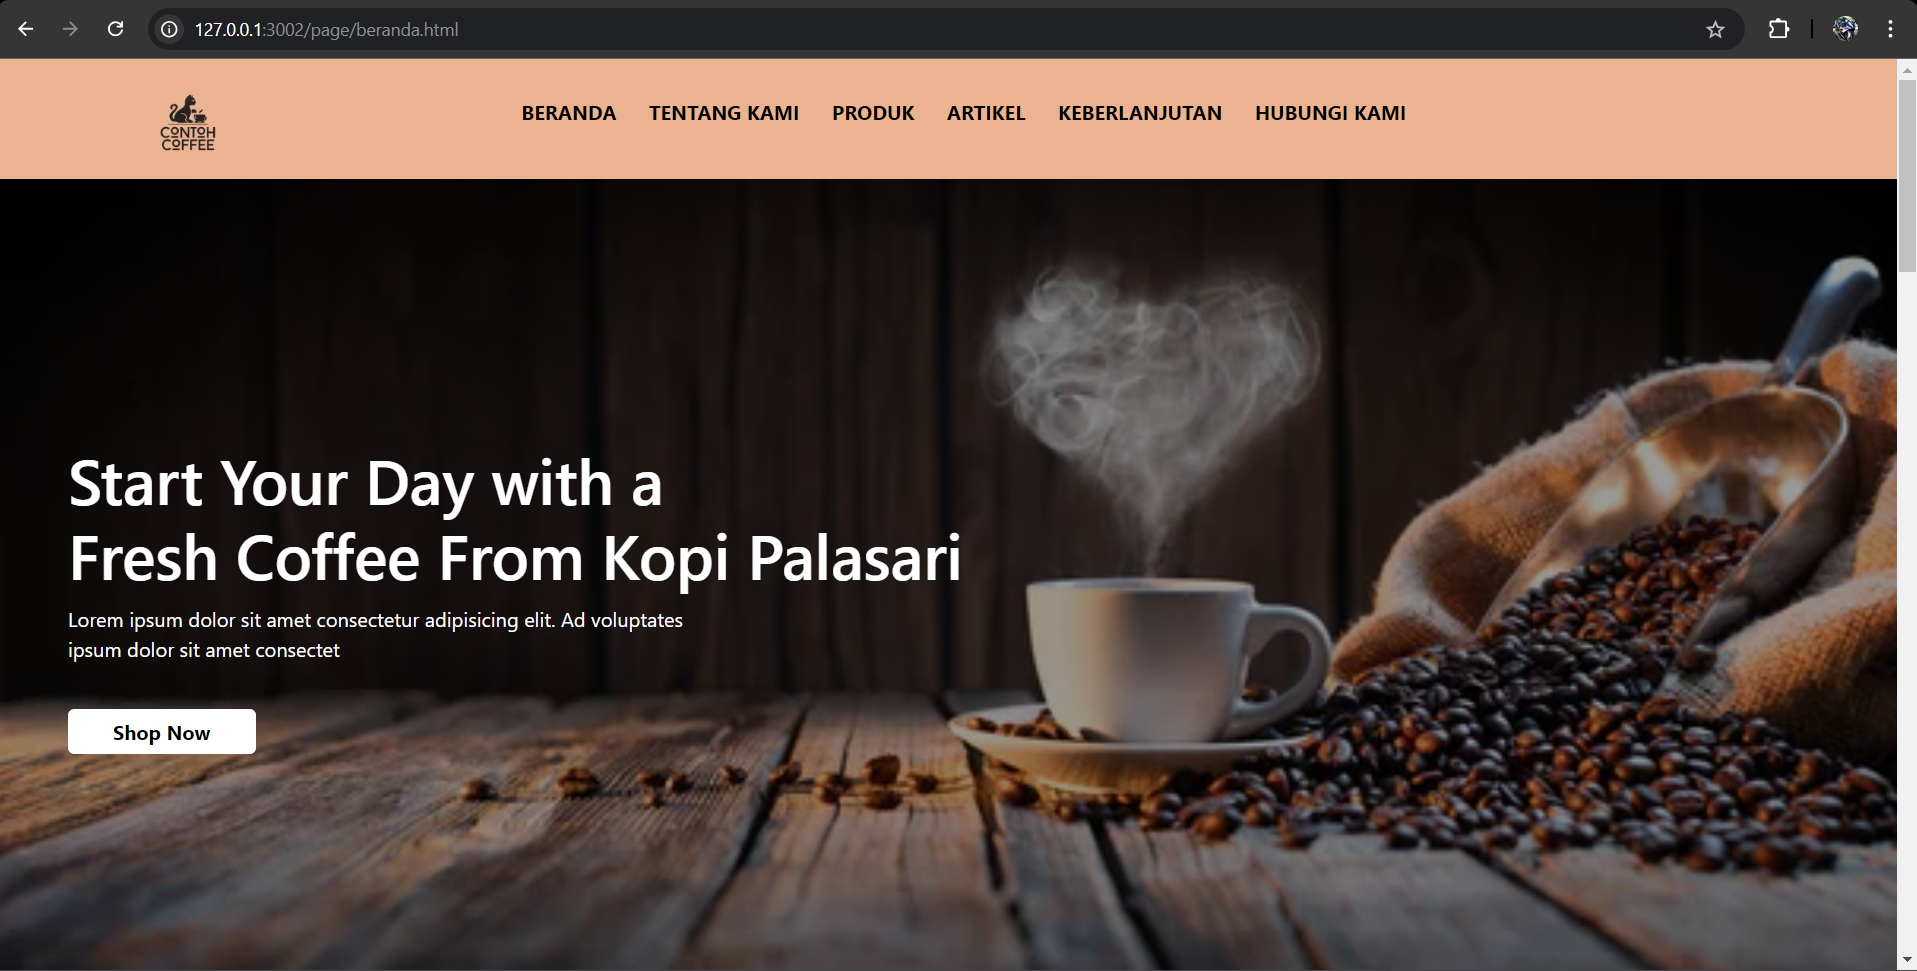 127.0.0.1:3002/page/beranda.html
CONTOH
COFFEE
BERANDA TENTANG KAMI PRODUK ARTIKEL KEBERLANJUTAN HUBUNGI KAMI
Start Your Day with a
Fresh Coffee From Kopi Palasari
Lorem ipsum dolor sit amet consectetur adipisicing elit. Ad voluptates
ipsum dolor sit amet consectet
Shop Now